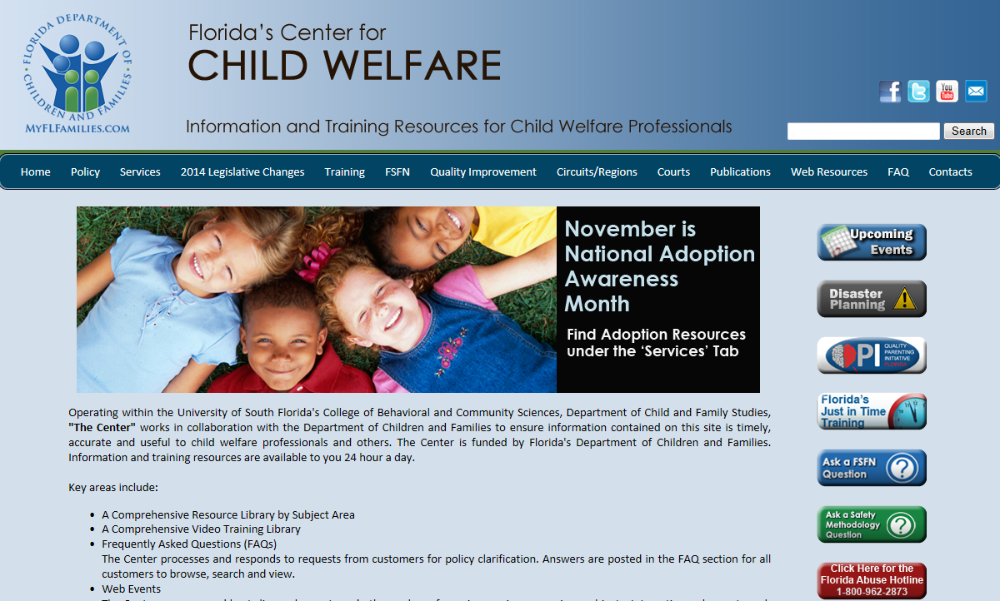 FLORIDA DEPARTMENT OF
CHILDREN AND FAMILIES
MYFLFAMILIES.COM
Florida's Center for
CHILD WELFARE
Information and Training Resources for Child Welfare Professionals
f
t
You
Tube
Search
Home Policy Services 2014 Legislative Changes Training FSFN Quality Improvement Circuits/Regions Courts Publications Web Resources FAQ Contacts
November is
National Adoption
Awareness
Month
Find Adoption Resources
under the ‘Services’ Tab
Operating within the University of South Florida's College of Behavioral and Community Sciences, Department of Child and Family Studies,
"The Center" works in collaboration with the Department of Children and Families to ensure information contained on this site is timely,
accurate and useful to child welfare professionals and others. The Center is funded by Florida's Department of Children and Families.
Information and training resources are available to you 24 hour a day.
Key areas include:
• A Comprehensive Resource Library by Subject Area
• A Comprehensive Video Training Library
• Frequently Asked Questions (FAQs)
The Center processes and responds to requests from customers for policy clarification. Answers are posted in the FAQ section for all
customers to browse, search and view.
• Web Events
Upcoming
Events
Disaster
Planning
QPI
QUALITY
PARENTING
INITIATIVE
FLORIDA
Florida's
Just in Time
Training
Ask a FSFN
Question
?
Ask a Safety
Methodology
Question
?
Click Here for the
Florida Abuse Hotline
1-800-962-2873